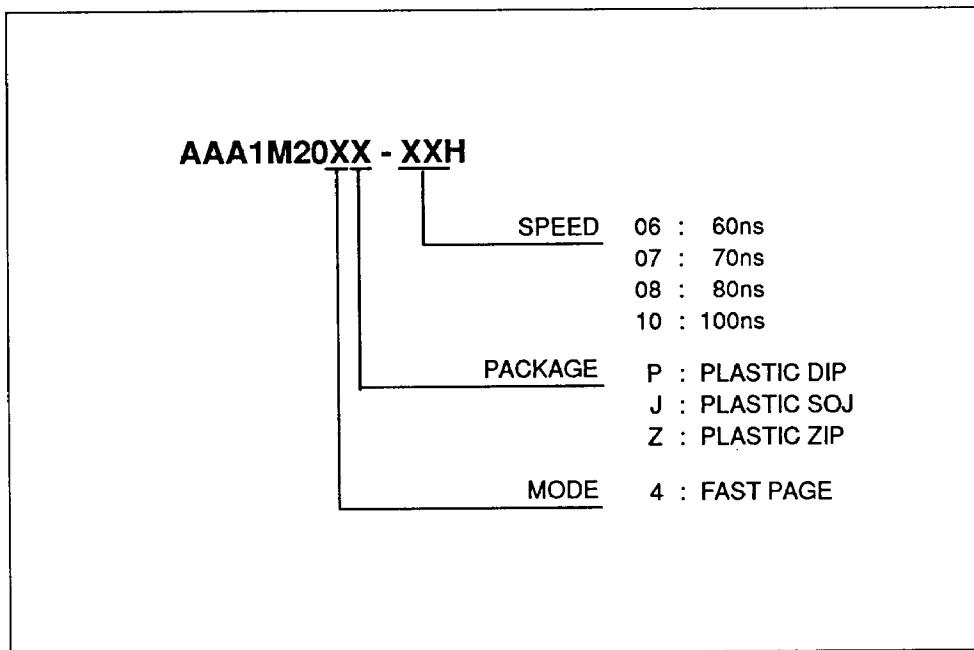 AAA1M20XX - XXH
SPEED 06 : 60ns
07 : 70ns
08 : 80ns
10 : 100ns
PACKAGE P : PLASTIC DIP
J : PLASTIC SOJ
Z : PLASTIC ZIP
MODE 4 : FAST PAGE